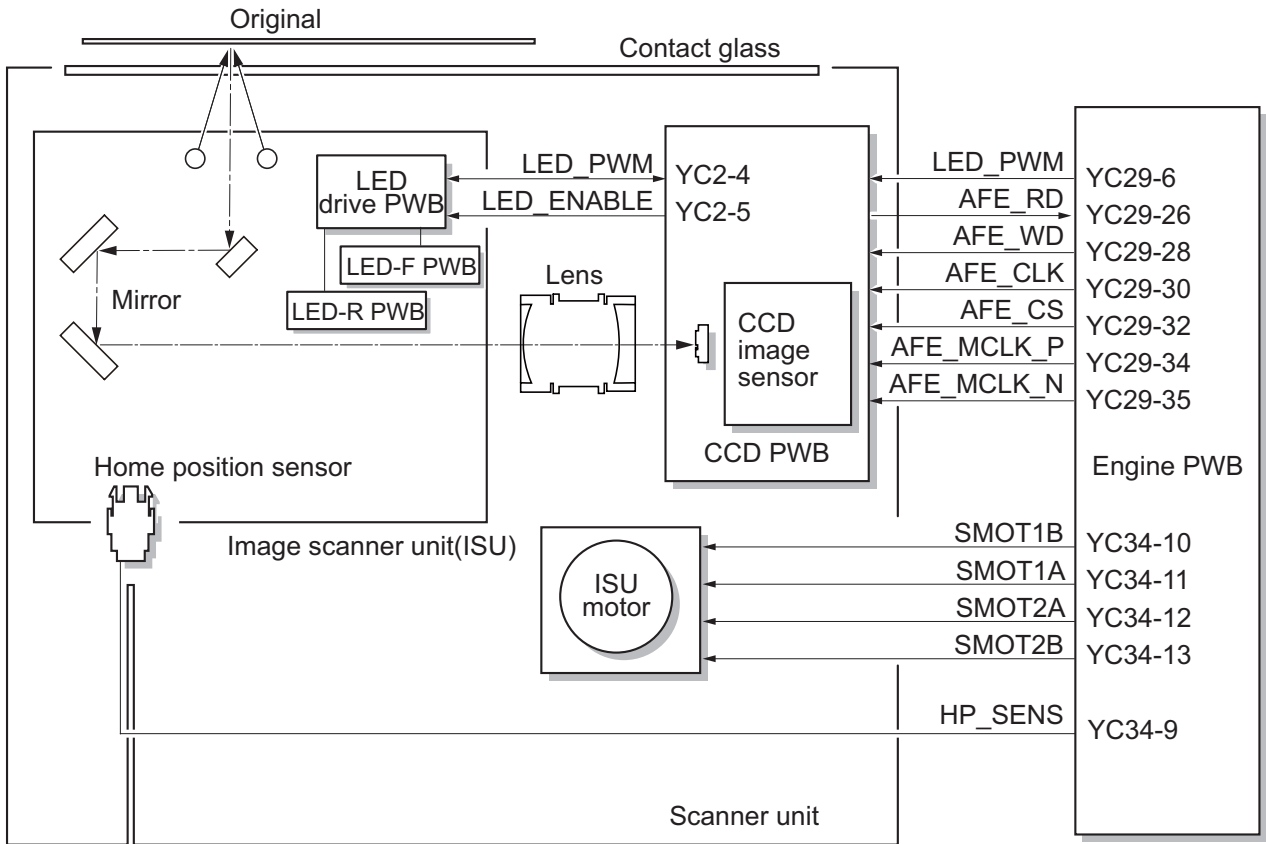 Original
Contact glass
LED
drive PWB
LED-F PWB
LED-R PWB
Mirror
LED_PWM
LED_ENABLE
YC2-4
YC2-5
Lens
CCD
image
sensor
CCD PWB
LED_PWM
AFE_RD
AFE_WD
AFE_CLK
AFE_CS
AFE_MCLK_P
AFE_MCLK_N
YC29-6
YC29-26
YC29-28
YC29-30
YC29-32
YC29-34
YC29-35
Engine PWB
Home position sensor
Image scanner unit(ISU)
ISU
motor
SMOT1B
SMOT1A
SMOT2A
SMOT2B
YC34-10
YC34-11
YC34-12
YC34-13
HP_SENS
YC34-9
Scanner unit